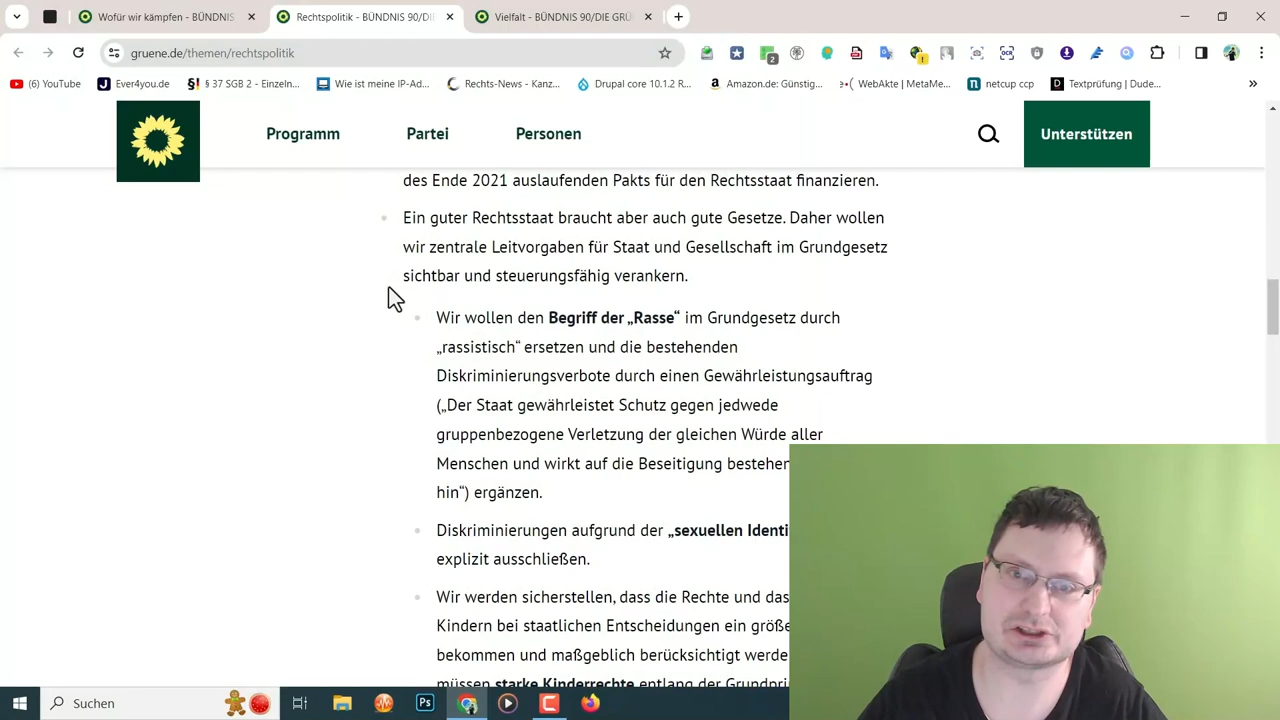 Wofür wir kämpfen - BÜNDNIS
Rechtspolitik - BÜNDNIS 90/DIE
Vielfalt - BÜNDNIS 90/DIE GRÜ
gruene.de/themen/rechtspolitik
2
(6) YouTube
Ever4you.de
§ 37 SGB 2 - Einzeln...
Wie ist meine IP-Ad...
Rechts-News - Kanz...
Drupal core 10.1.2 R...
Amazon.de: Günstig...
WebAkte | MetaMe...
netcup ccp
Textprüfung | Dude...
Programm
Partei
Personen
Unterstützen
des Ende 2021 auslaufenden Pakts für den Rechtsstaat finanzieren.
Ein guter Rechtsstaat braucht aber auch gute Gesetze. Daher wollen
wir zentrale Leitvorgaben für Staat und Gesellschaft im Grundgesetz
sichtbar und steuerungsfähig verankern.
Wir wollen den Begriff der „Rasse“ im Grundgesetz durch
„rassistisch“ ersetzen und die bestehenden
Diskriminierungsverbote durch einen Gewährleistungsauftrag
(„Der Staat gewährleistet Schutz gegen jedwede
gruppenbezogene Verletzung der gleichen Würde aller
Menschen und wirkt auf die Beseitigung bestehen
hin“) ergänzen.
Diskriminierungen aufgrund der „sexuellen Identi
explizit ausschließen.
Wir werden sicherstellen, dass die Rechte und das
Kindern bei staatlichen Entscheidungen ein größe
bekommen und maßgeblich berücksichtigt werde
müssen starke Kinderrechte entlang der Grundpri
Suchen
Ps